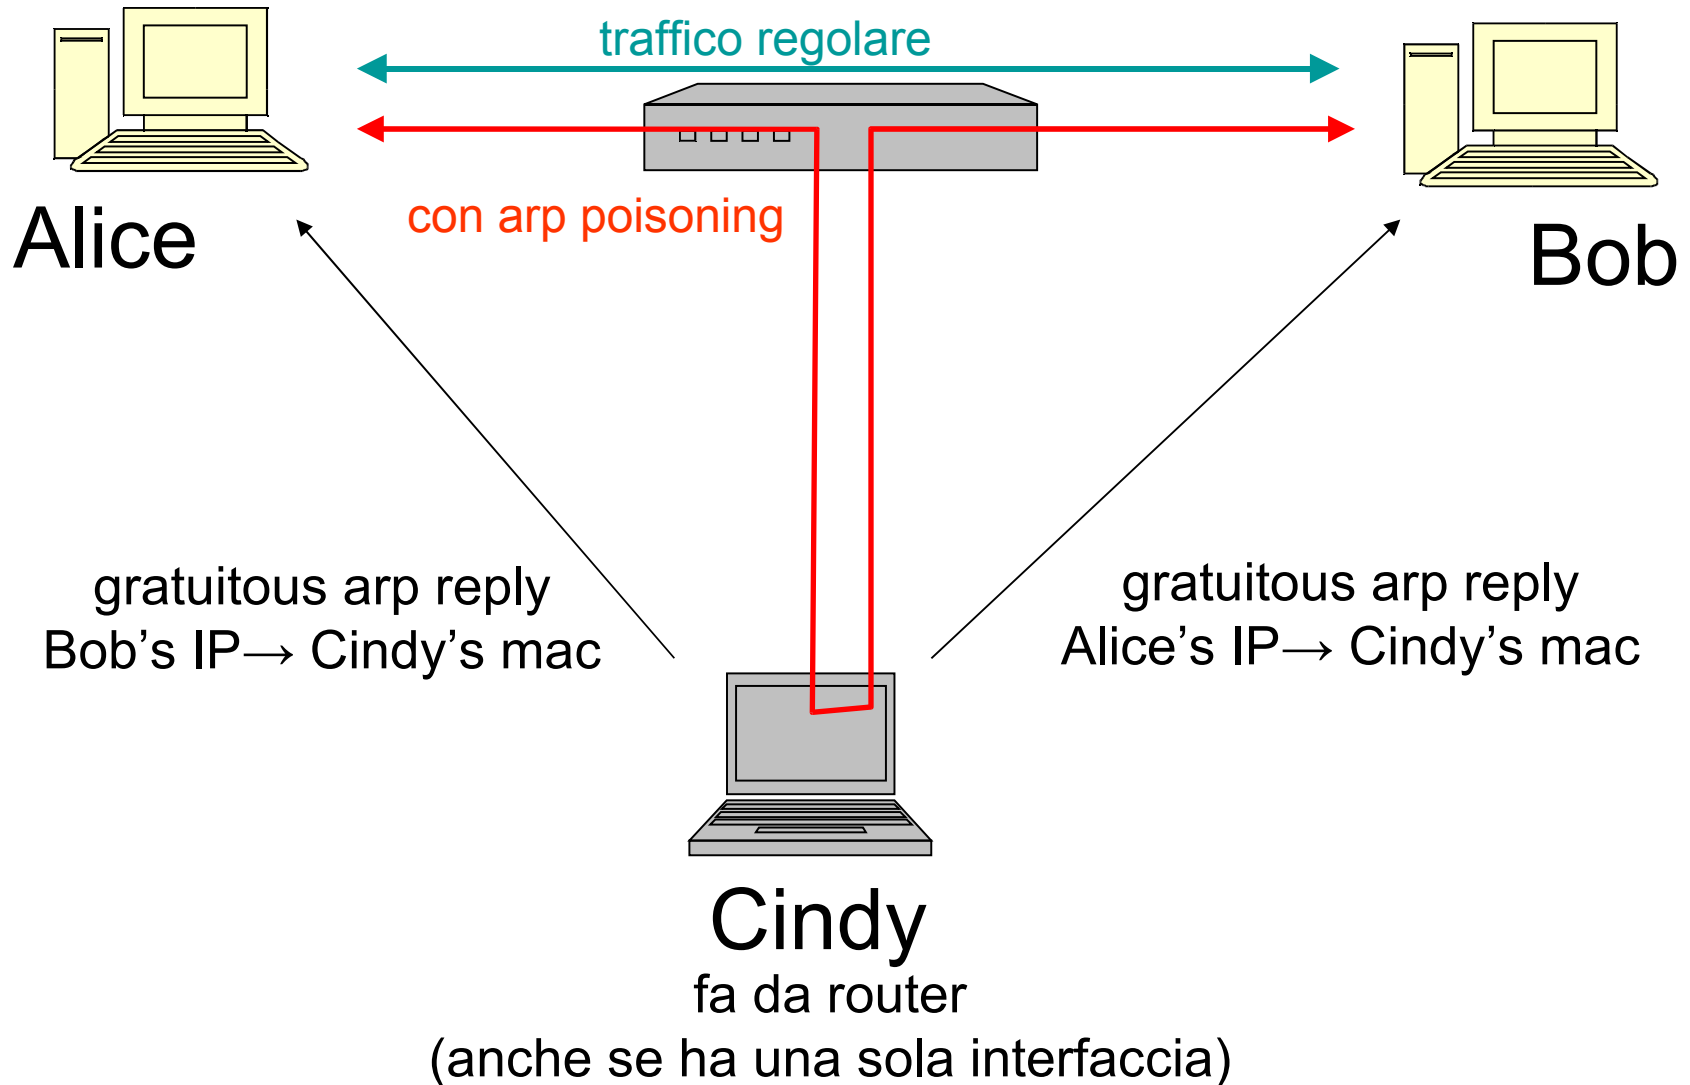 traffico regolare
con arp poisoning
Alice
Bob
gratuitous arp reply
Bob’s IP→ Cindy’s mac
gratuitous arp reply
Alice’s IP→ Cindy’s mac
Cindy
fa da router
(anche se ha una sola interfaccia)